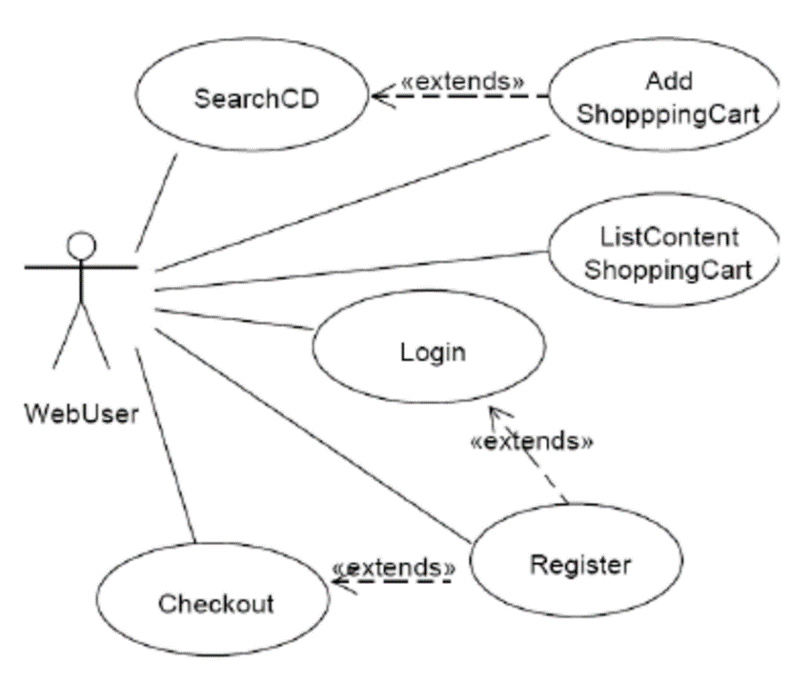 SearchCD
«extends»
Add
ShopppingCart
ListContent
ShoppingCart
Login
WebUser
«extends»
Register
«extends»
Checkout